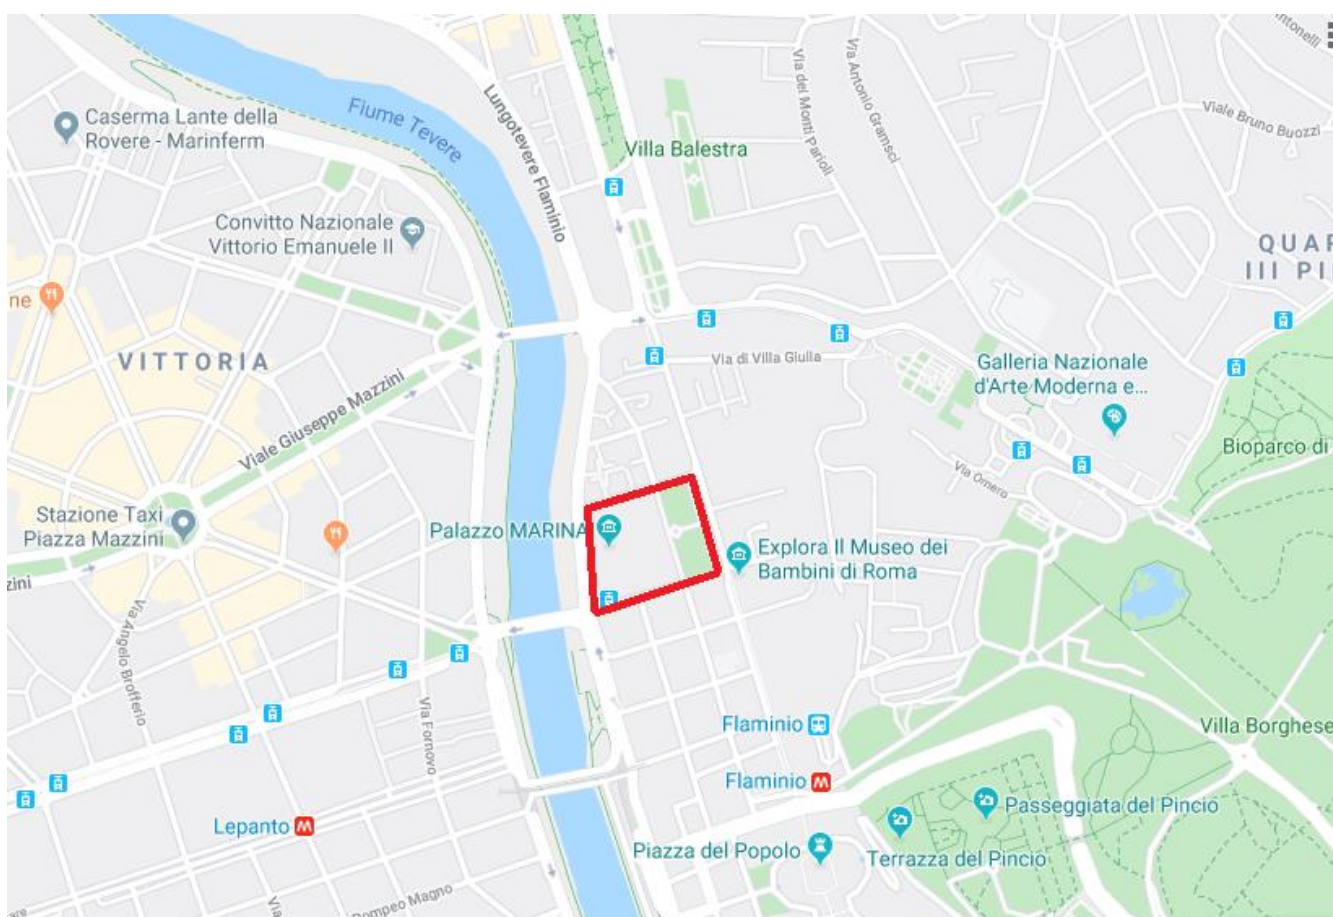 Via dei Monti Parioli
Via Antonio Gramsci
Viale Bruno Buozzi
Caserma Lante della
Rovere - Marinferm
Fiume Tevere
Lungotevere Flaminio
Villa Balestra
Convitto Nazionale
Vittorio Emanuele II
QUAR
III PI
ne
VITTORIA
Via di Villa Giulia
Galleria Nazionale
d'Arte Moderna e...
Viale Giuseppe Mazzini
Bioparco di
Via Omero
Stazione Taxi
Piazza Mazzini
Palazzo MARINA
Explora Il Museo dei
Bambini di Roma
zini
Via Angelo Brofferio
Via Fornovo
Flaminio
Villa Borghese
Flaminio M
Passeggiata del Pincio
Lepanto M
Piazza del Popolo
Terrazza del Pincio
Pompeo Magno